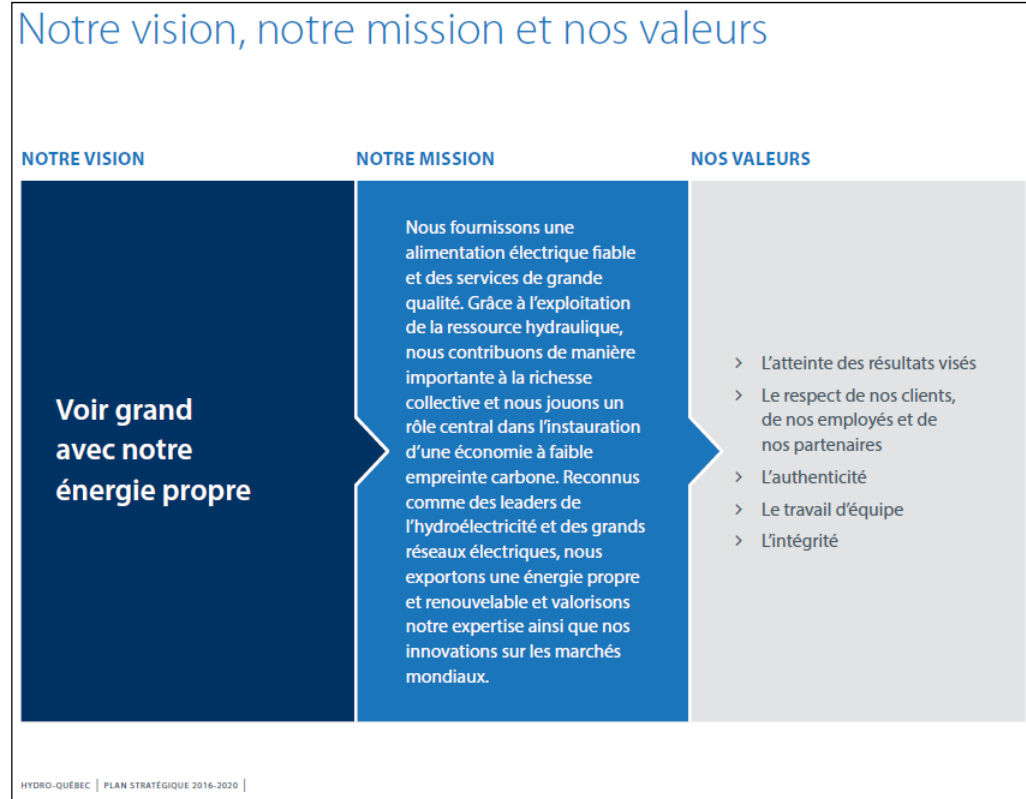 Notre vision, notre mission et nos valeurs
NOTRE VISION
Voir grand
avec notre
énergie propre
NOTRE MISSION
Nous fournissons une
alimentation électrique fiable
et des services de grande
qualité. Grâce à l’exploitation
de la ressource hydraulique,
nous contribuons de manière
importante à la richesse
collective et nous jouons un
rôle central dans l’instauration
d’une économie à faible
empreinte carbone. Reconnus
comme des leaders de
l’hydroélectricité et des grands
réseaux électriques, nous
exportons une énergie propre
et renouvelable et valorisons
notre expertise ainsi que nos
innovations sur les marchés
mondiaux.
NOS VALEURS
> L’atteinte des résultats visés
> Le respect de nos clients,
de nos employés et de
nos partenaires
> L’authenticité
> Le travail d’équipe
> L’intégrité
HYDRO-QUÉBEC | PLAN STRATÉGIQUE 2016-2020 |